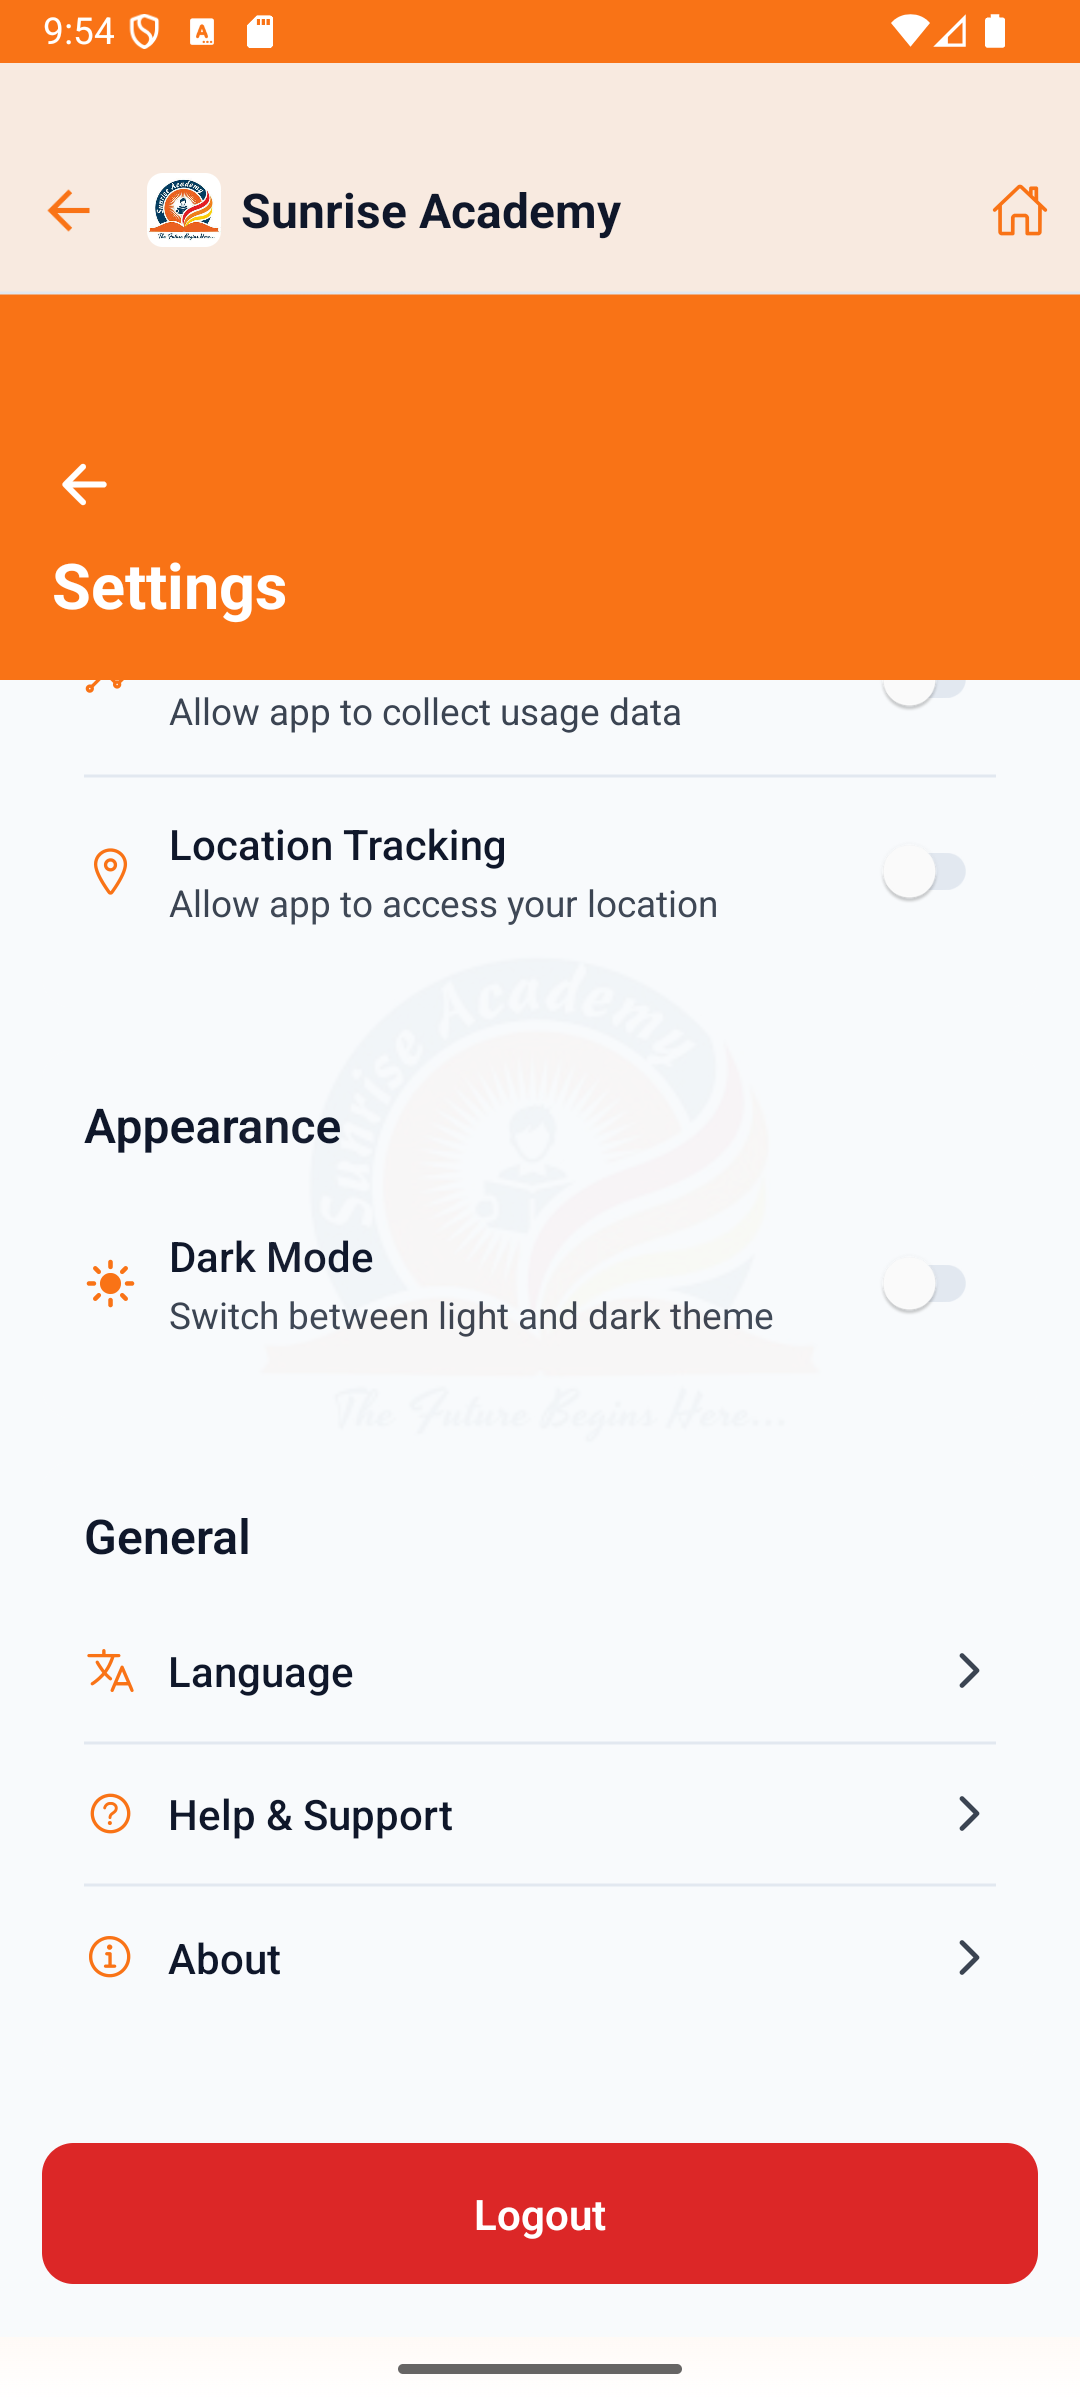 9:54
Sunrise Academy
Settings
Allow app to collect usage data
Location Tracking
Allow app to access your location
Sunrise Academy
Appearance
Dark Mode
Switch between light and dark theme
The Future Begins Here...
General
Language
Help & Support
About
Logout